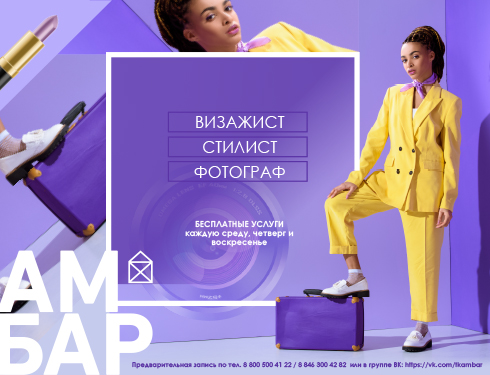 ВИЗАЖИСТ
СТИЛИСТ
ФОТОГРАФ
БЕСПЛАТНЫЕ УСЛУГИ
каждую среду, четверг и
воскресенье
АМ
БАР
Предварительная запись по тел. 8 800 500 41 22 / 8 846 300 42 82 или в группе ВК: https://vk.com/tkambar